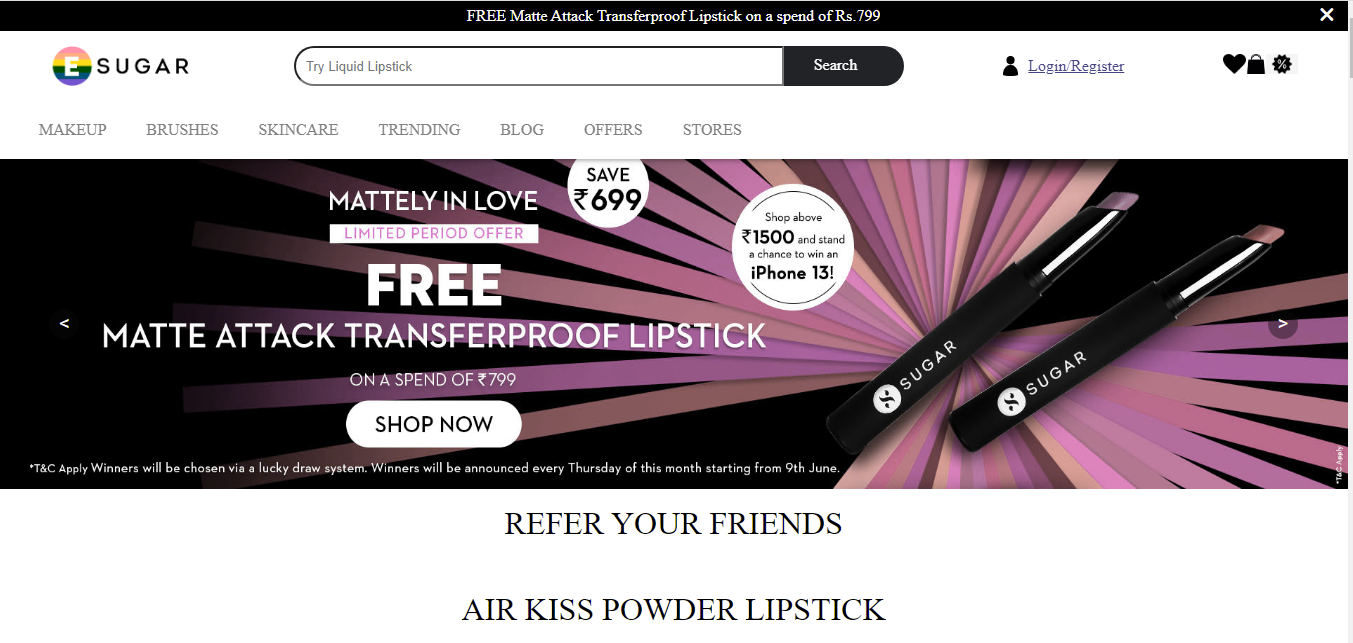 FREE Matte Attack Transferproof Lipstick on a spend of Rs.799
E SUGAR
Try Liquid Lipstick
Search
Login/Register
MAKEUP BRUSHES SKINCARE TRENDING BLOG OFFERS STORES
MATTELY IN LOVE
LIMITED PERIOD OFFER
SAVE
₹699
FREE
MATTE ATTACK TRANSFERPROOF LIPSTICK
ON A SPEND OF ₹799
SHOP NOW
Shop above
₹1500 and stand
a chance to win an
iPhone 13!
SUGAR
SUGAR
*T&C Apply Winners will be chosen via a lucky draw system. Winners will be announced every Thursday of this month starting from 9th June.
*T&C Apply
REFER YOUR FRIENDS
AIR KISS POWDER LIPSTICK